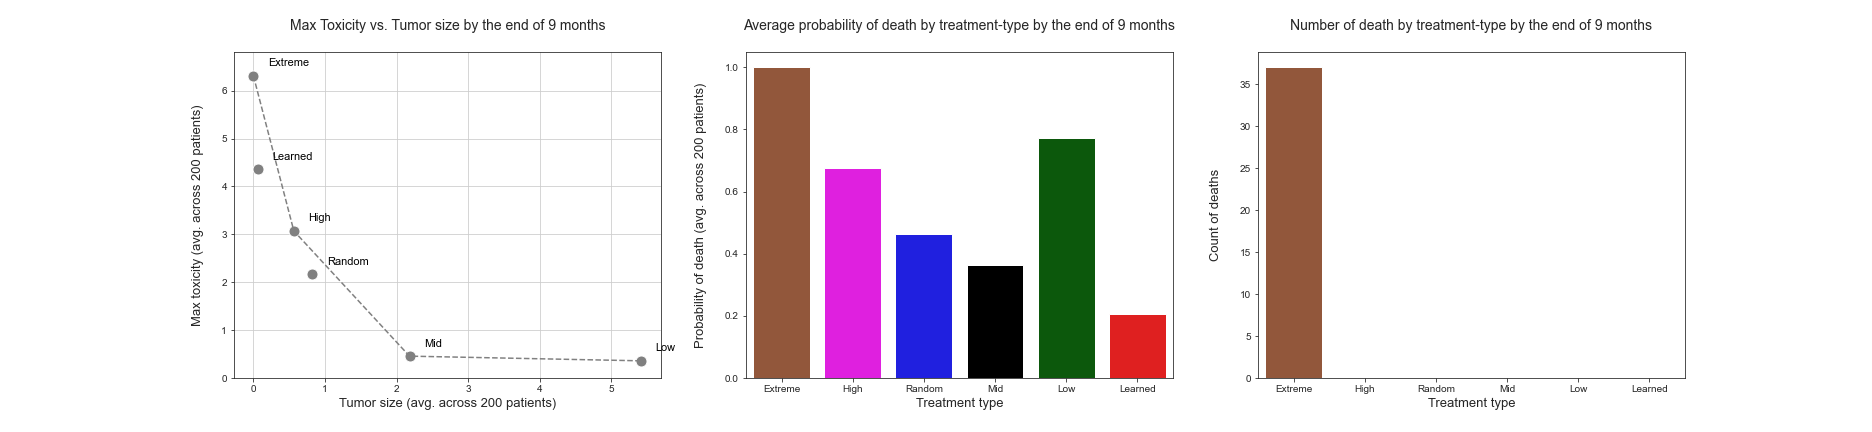 Max Toxicity vs. Tumor size by the end of 9 months
Max toxicity (avg. across 200 patients)
6
5
4
3
2
1
0
Extreme
Learned
High
Random
Mid
Low
0 1 2 3 4 5
Tumor size (avg. across 200 patients)
Average probability of death by treatment-type by the end of 9 months
Probability of death (avg. across 200 patients)
1.0
0.8
0.6
0.4
0.2
0.0
Extreme High Random Mid Low Learned
Treatment type
Number of death by treatment-type by the end of 9 months
Count of deaths
35
30
25
20
15
10
5
0
Extreme High Random Mid Low Learned
Treatment type